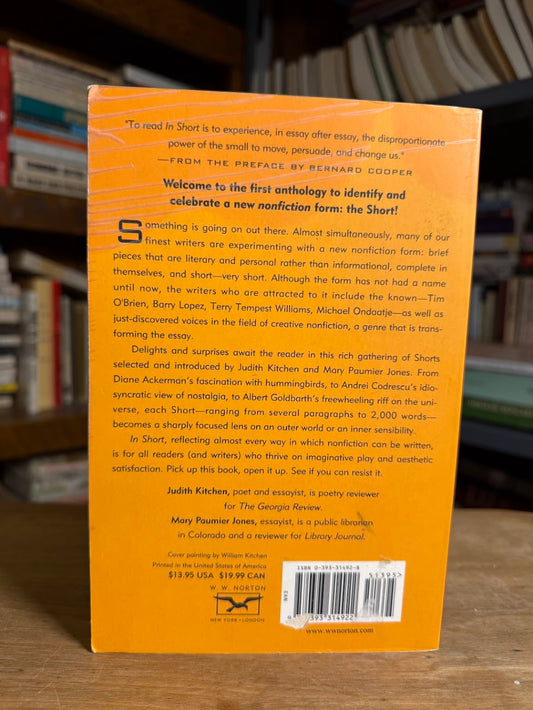 "To read In Short is to experience, in essay after essay, the disproportionate
power of the small to move, persuade, and change us."
—FROM THE PREFACE BY BERNARD COOPER
Welcome to the first anthology to identify and
celebrate a new nonfiction form: the Short!
Something is going on out there. Almost simultaneously, many of our
finest writers are experimenting with a new nonfiction form: brief
pieces that are literary and personal rather than informational, complete in
themselves, and short—very short. Although the form has not had a name
until now, the writers who are attracted to it include the known—Tim
O'Brien, Barry Lopez, Terry Tempest Williams, Michael Ondaatje—as well as
just-discovered voices in the field of creative nonfiction, a genre that is trans-
forming the essay.
Delights and surprises await the reader in this rich gathering of Shorts
selected and introduced by Judith Kitchen and Mary Paumier Jones. From
Diane Ackerman's fascination with hummingbirds, to Andrei Codrescu's idio-
syncratic view of nostalgia, to Albert Goldbarth's freewheeling riff on the uni-
verse, each Short—ranging from several paragraphs to 2,000 words—
becomes a sharply focused lens on an outer world or an inner sensibility.
In Short, reflecting almost every way in which nonfiction can be written,
is for all readers (and writers) who thrive on imaginative play and aesthetic
satisfaction. Pick up this book, open it up. See if you can resist it.
Judith Kitchen, poet and essayist, is poetry reviewer
for The Georgia Review.
Mary Paumier Jones, essayist, is a public librarian
in Colorado and a reviewer for Library Journal.
Cover painting by William Kitchen
Printed in the United States of America
$13.95 USA $19.99 CAN
W. W. NORTON
NEW YORK • LONDON
ISBN 0-393-31492-8
51395>
EAN
9 393 314922
www.wwnorton.com